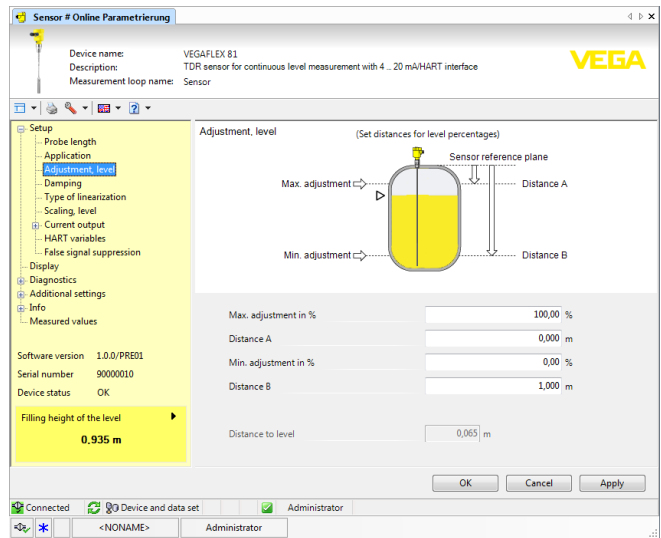 Sensor # Online Parametrierung
Device name: VEGAFLEX 81
Description: TDR sensor for continuous level measurement with 4 .. 20 mA/HART interface
Measurement loop name: Sensor
VEGA
Setup
Probe length
Application
Adjustment, level
Damping
Type of linearization
Scaling, level
Current output
HART variables
False signal suppression
Display
Diagnostics
Additional settings
Info
Measured values
Software version 1.0.0/PRE01
Serial number 90000010
Device status OK
Filling height of the level
0,935 m
Adjustment, level
(Set distances for level percentages)
Sensor reference plane
Max. adjustment
Distance A
Min. adjustment
Distance B
Max. adjustment in % 100,00 %
Distance A 0,000 m
Min. adjustment in % 0,00 %
Distance B 1,000 m
Distance to level 0,065 m
OK Cancel Apply
Connected Device and data set Administrator
<NONAME> Administrator